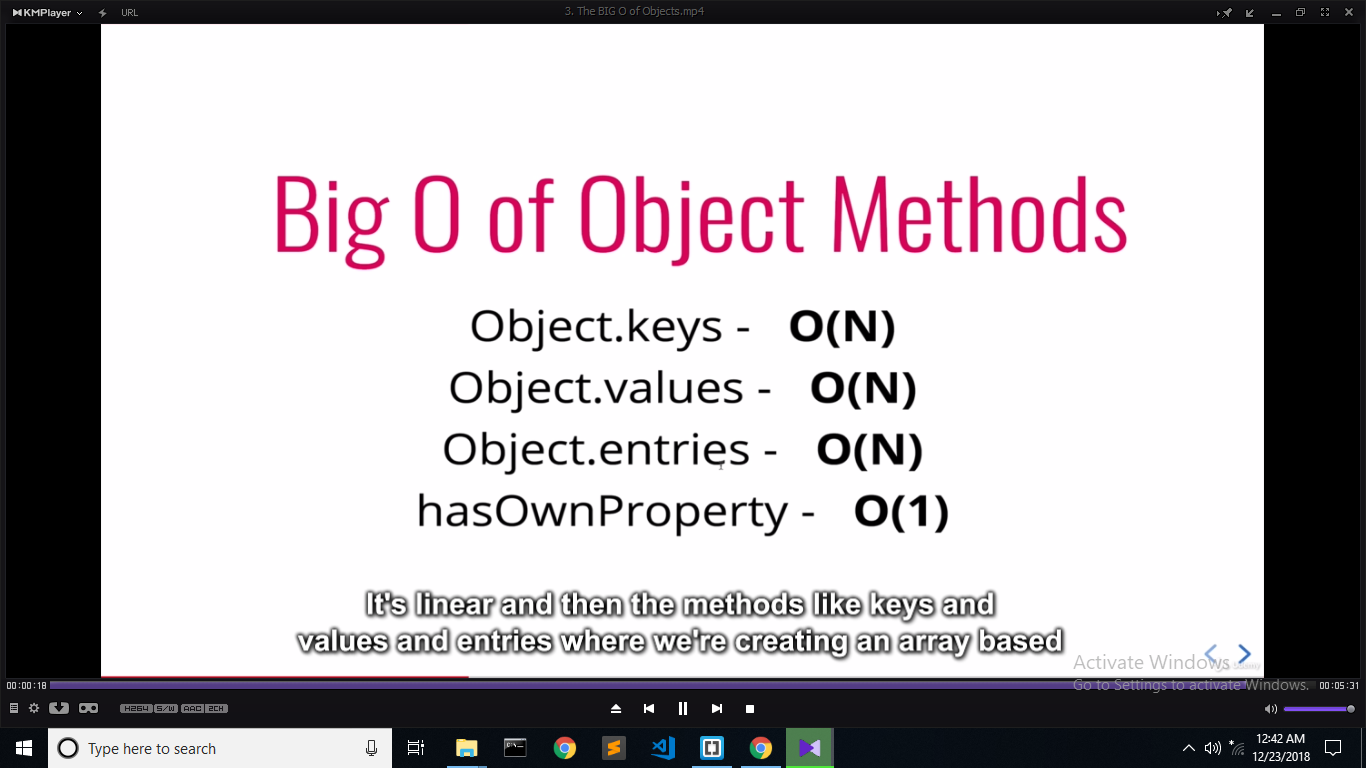 KMPlayer
URL
3. The BIG O of Objects.mp4
Big O of Object Methods
Object.keys - O(N)
Object.values - O(N)
Object.entries - O(N)
hasOwnProperty - O(1)
It's linear and then the methods like keys and
values and entries where we're creating an array based
Activate Windows
Go to Settings to activate Windows.
00:00:18
00:05:31
H264 S/W AAC 2CH
Type here to search
12:42 AM
12/23/2018